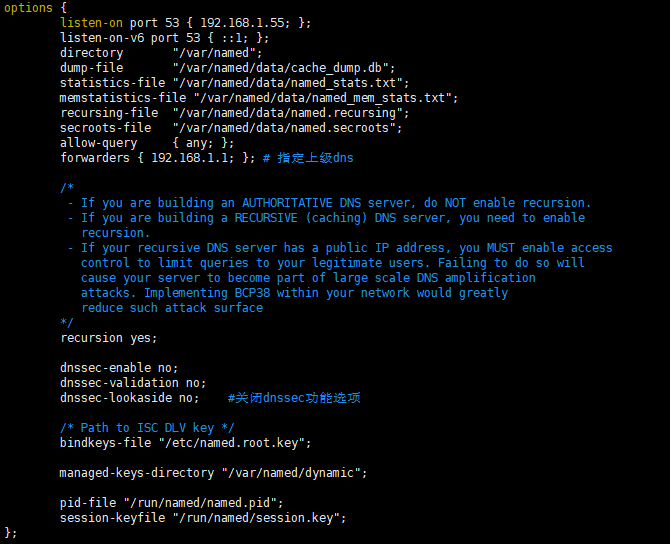 options {
        listen-on port 53 { 192.168.1.55; };
        listen-on-v6 port 53 { ::1; };
        directory       "/var/named";
        dump-file       "/var/named/data/cache_dump.db";
        statistics-file "/var/named/data/named_stats.txt";
        memstatistics-file "/var/named/data/named_mem_stats.txt";
        recursing-file  "/var/named/data/named.recursing";
        secroots-file   "/var/named/data/named.secroots";
        allow-query     { any; };
        forwarders { 192.168.1.1; }; # 指定上级dns

        /*
         - If you are building an AUTHORITATIVE DNS server, do NOT enable recursion.
         - If you are building a RECURSIVE (caching) DNS server, you need to enable
           recursion.
         - If your recursive DNS server has a public IP address, you MUST enable access
           control to limit queries to your legitimate users. Failing to do so will
           cause your server to become part of large scale DNS amplification
           attacks. Implementing BCP38 within your network would greatly
           reduce such attack surface
        */
        recursion yes;

        dnssec-enable no;
        dnssec-validation no;
        dnssec-lookaside no;    #关闭dnssec功能选项

        /* Path to ISC DLV key */
        bindkeys-file "/etc/named.root.key";

        managed-keys-directory "/var/named/dynamic";

        pid-file "/run/named/named.pid";
        session-keyfile "/run/named/session.key";
};